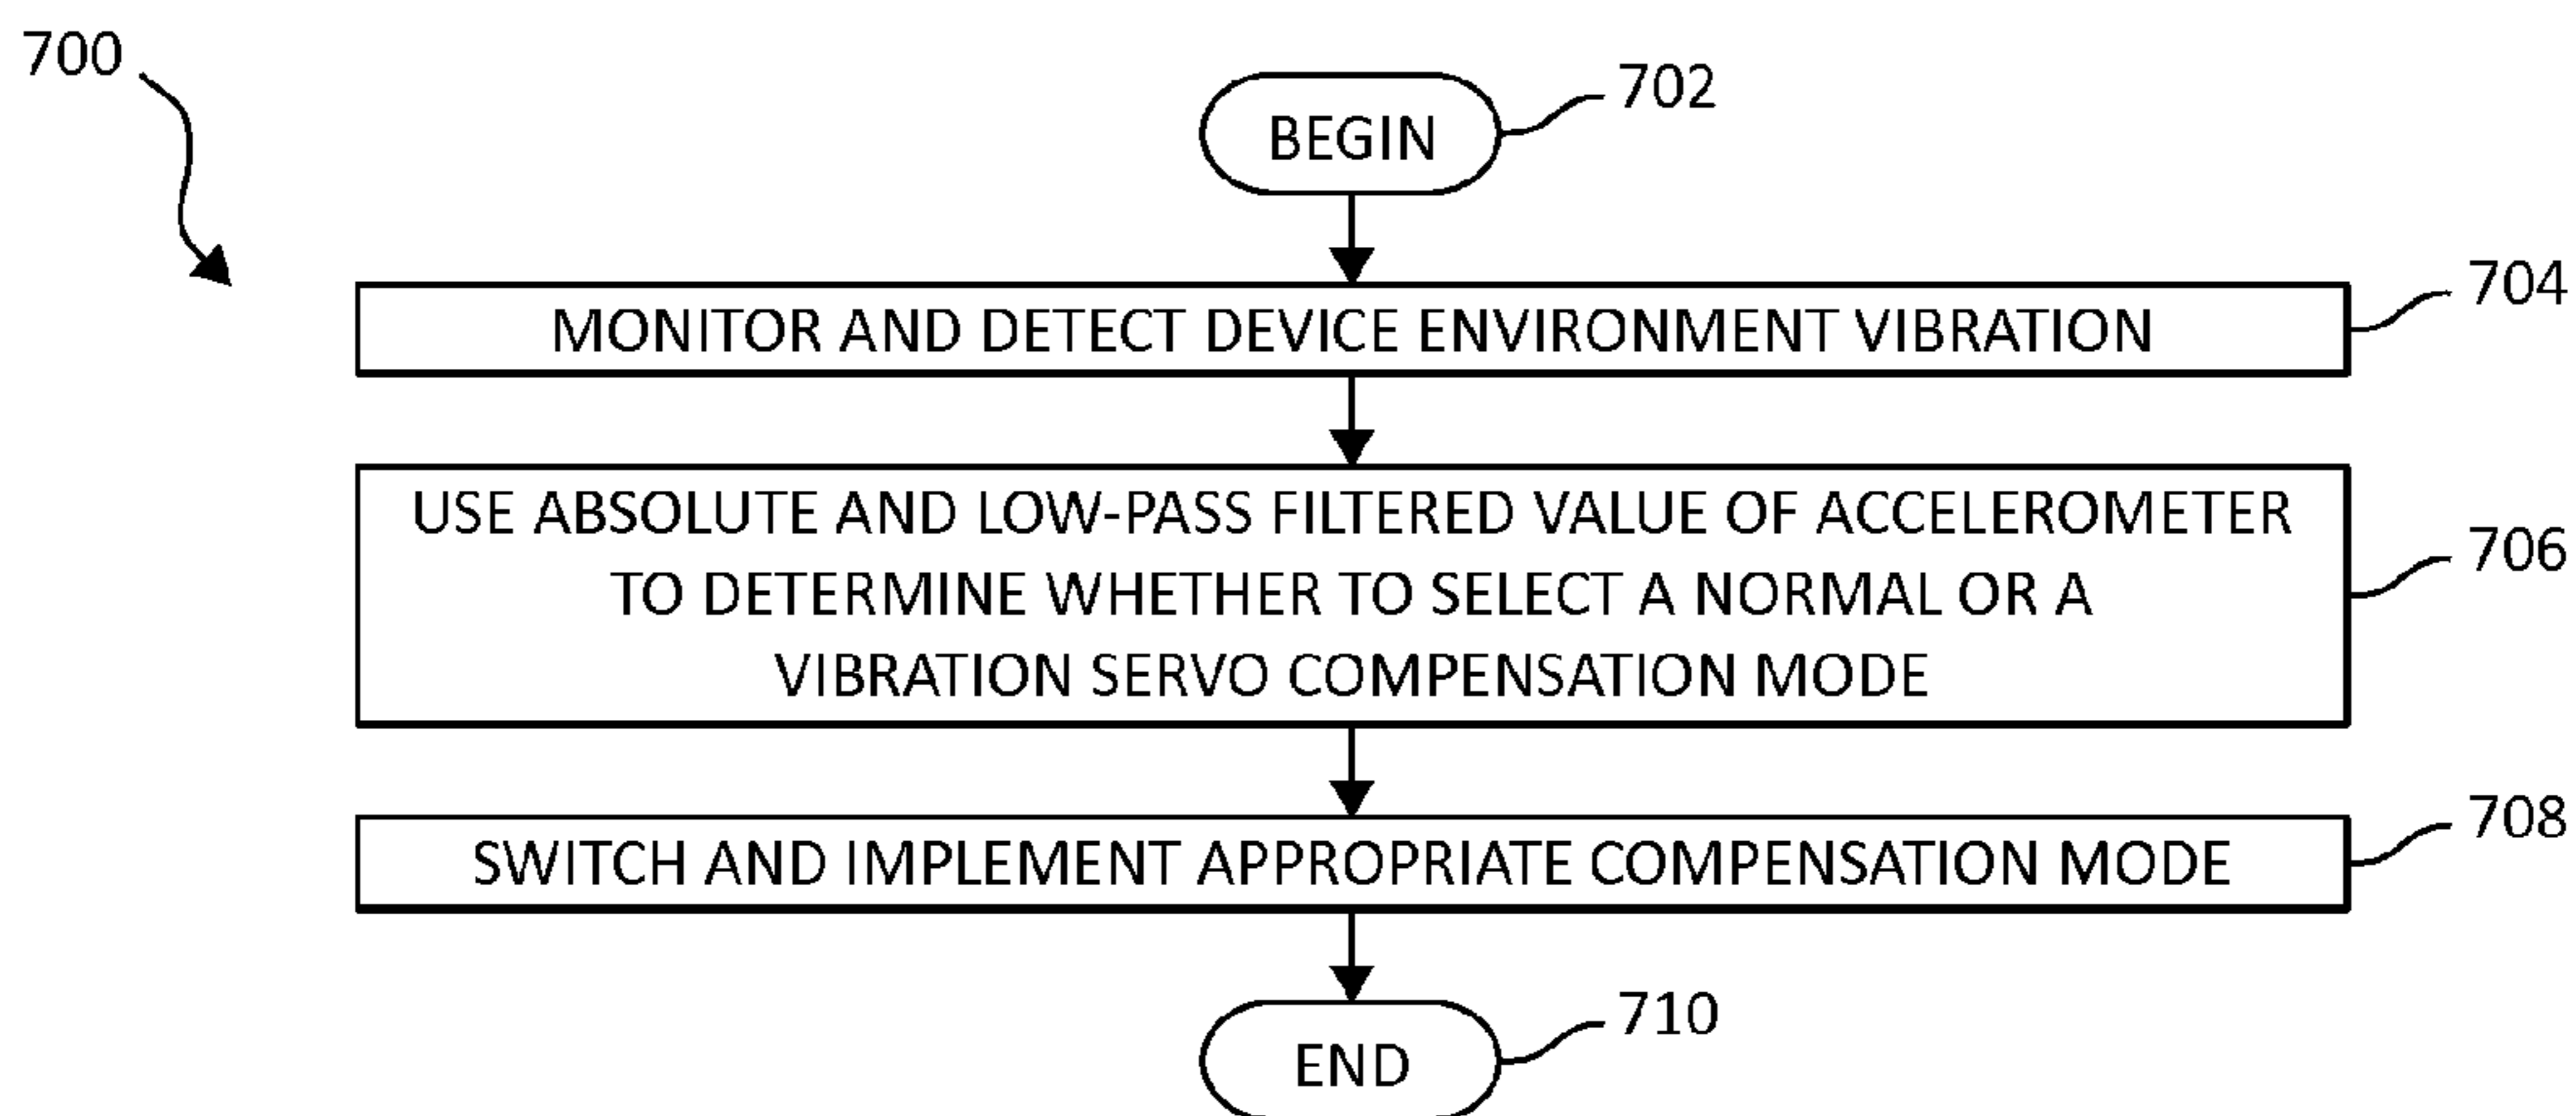 700
BEGIN
702
MONITOR AND DETECT DEVICE ENVIRONMENT VIBRATION
704
USE ABSOLUTE AND LOW-PASS FILTERED VALUE OF ACCELEROMETER
TO DETERMINE WHETHER TO SELECT A NORMAL OR A
VIBRATION SERVO COMPENSATION MODE
706
SWITCH AND IMPLEMENT APPROPRIATE COMPENSATION MODE
708
END
710